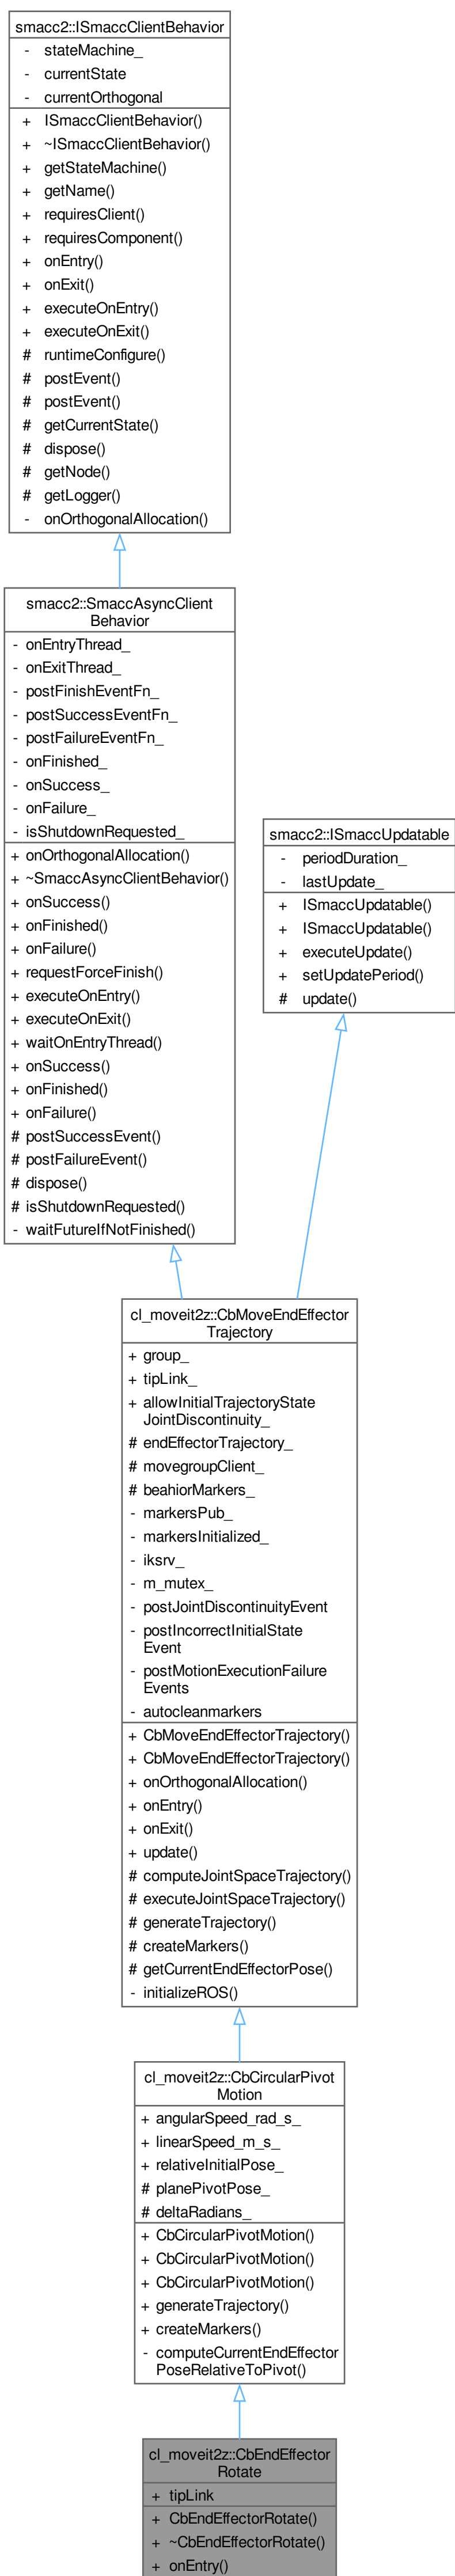 smacc2::ISmaccClientBehavior
- stateMachine_
- currentState
- currentOrthogonal
+ ISmaccClientBehavior()
+ ~ISmaccClientBehavior()
+ getStateMachine()
+ getName()
+ requiresClient()
+ requiresComponent()
+ onEntry()
+ onExit()
+ executeOnEntry()
+ executeOnExit()
# runtimeConfigure()
# postEvent()
# postEvent()
# getCurrentState()
# dispose()
# getNode()
# getLogger()
- onOrthogonalAllocation()
smacc2::SmaccAsyncClient
Behavior
- onEntryThread_
- onExitThread_
- postFinishEventFn_
- postSuccessEventFn_
- postFailureEventFn_
- onFinished_
- onSuccess_
- onFailure_
- isShutdownRequested_
+ onOrthogonalAllocation()
+ ~SmaccAsyncClientBehavior()
+ onSuccess()
+ onFinished()
+ onFailure()
+ requestForceFinish()
+ executeOnEntry()
+ executeOnExit()
+ waitOnEntryThread()
+ onSuccess()
+ onFinished()
+ onFailure()
# postSuccessEvent()
# postFailureEvent()
# dispose()
# isShutdownRequested()
- waitFutureIfNotFinished()
smacc2::ISmaccUpdatable
- periodDuration_
- lastUpdate_
+ ISmaccUpdatable()
+ ISmaccUpdatable()
+ executeUpdate()
+ setUpdatePeriod()
# update()
cl_moveit2z::CbMoveEndEffector
Trajectory
+ group_
+ tipLink_
+ allowInitialTrajectoryState
JointDiscontinuity_
# endEffectorTrajectory_
# movegroupClient_
# beahiorMarkers_
- markersPub_
- markersInitialized_
- iksrv_
- m_mutex_
- postJointDiscontinuityEvent
- postIncorrectInitialState
Event
- postMotionExecutionFailure
Events
- autocleanmarkers
+ CbMoveEndEffectorTrajectory()
+ CbMoveEndEffectorTrajectory()
+ onOrthogonalAllocation()
+ onEntry()
+ onExit()
+ update()
# computeJointSpaceTrajectory()
# executeJointSpaceTrajectory()
# generateTrajectory()
# createMarkers()
# getCurrentEndEffectorPose()
- initializeROS()
cl_moveit2z::CbCircularPivot
Motion
+ angularSpeed_rad_s_
+ linearSpeed_m_s_
+ relativeInitialPose_
# planePivotPose_
# deltaRadians_
+ CbCircularPivotMotion()
+ CbCircularPivotMotion()
+ CbCircularPivotMotion()
+ generateTrajectory()
+ createMarkers()
- computeCurrentEndEffector
PoseRelativeToPivot()
cl_moveit2z::CbEndEffector
Rotate
+ tipLink
+ CbEndEffectorRotate()
+ ~CbEndEffectorRotate()
+ onEntry()